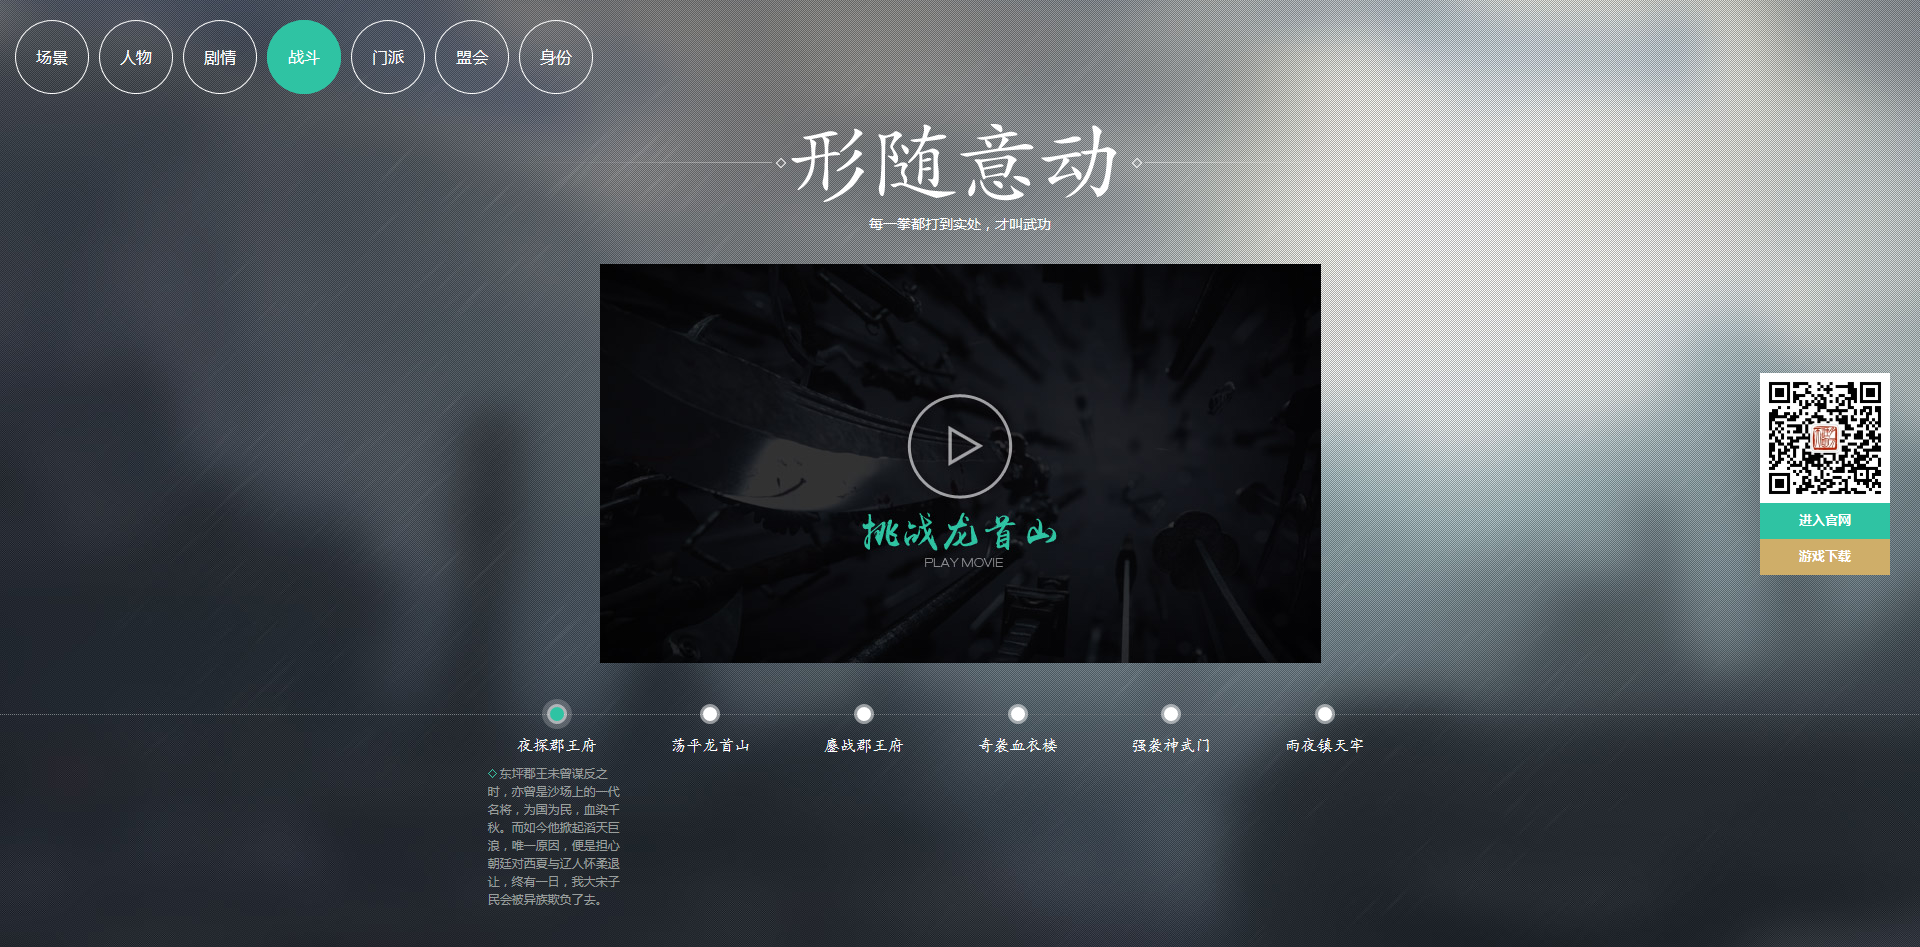 场景
人物
剧情
战斗
门派
盟会
身份
形随意动
每一拳都打到实处，才叫武功
挑战龙首山
PLAY MOVIE
进入官网
游戏下载
夜探郡王府
荡平龙首山
鏖战郡王府
奇袭血衣楼
强袭神武门
雨夜镇天牢
◇ 东坪郡王未曾谋反之
时，亦曾是沙场上的一代
名将，为国为民，血染千
秋。而如今他掀起滔天巨
浪，唯一原因，便是担心
朝廷对西夏与辽人怀柔退
让，终有一日，我大宋子
民会被异族欺负了去。